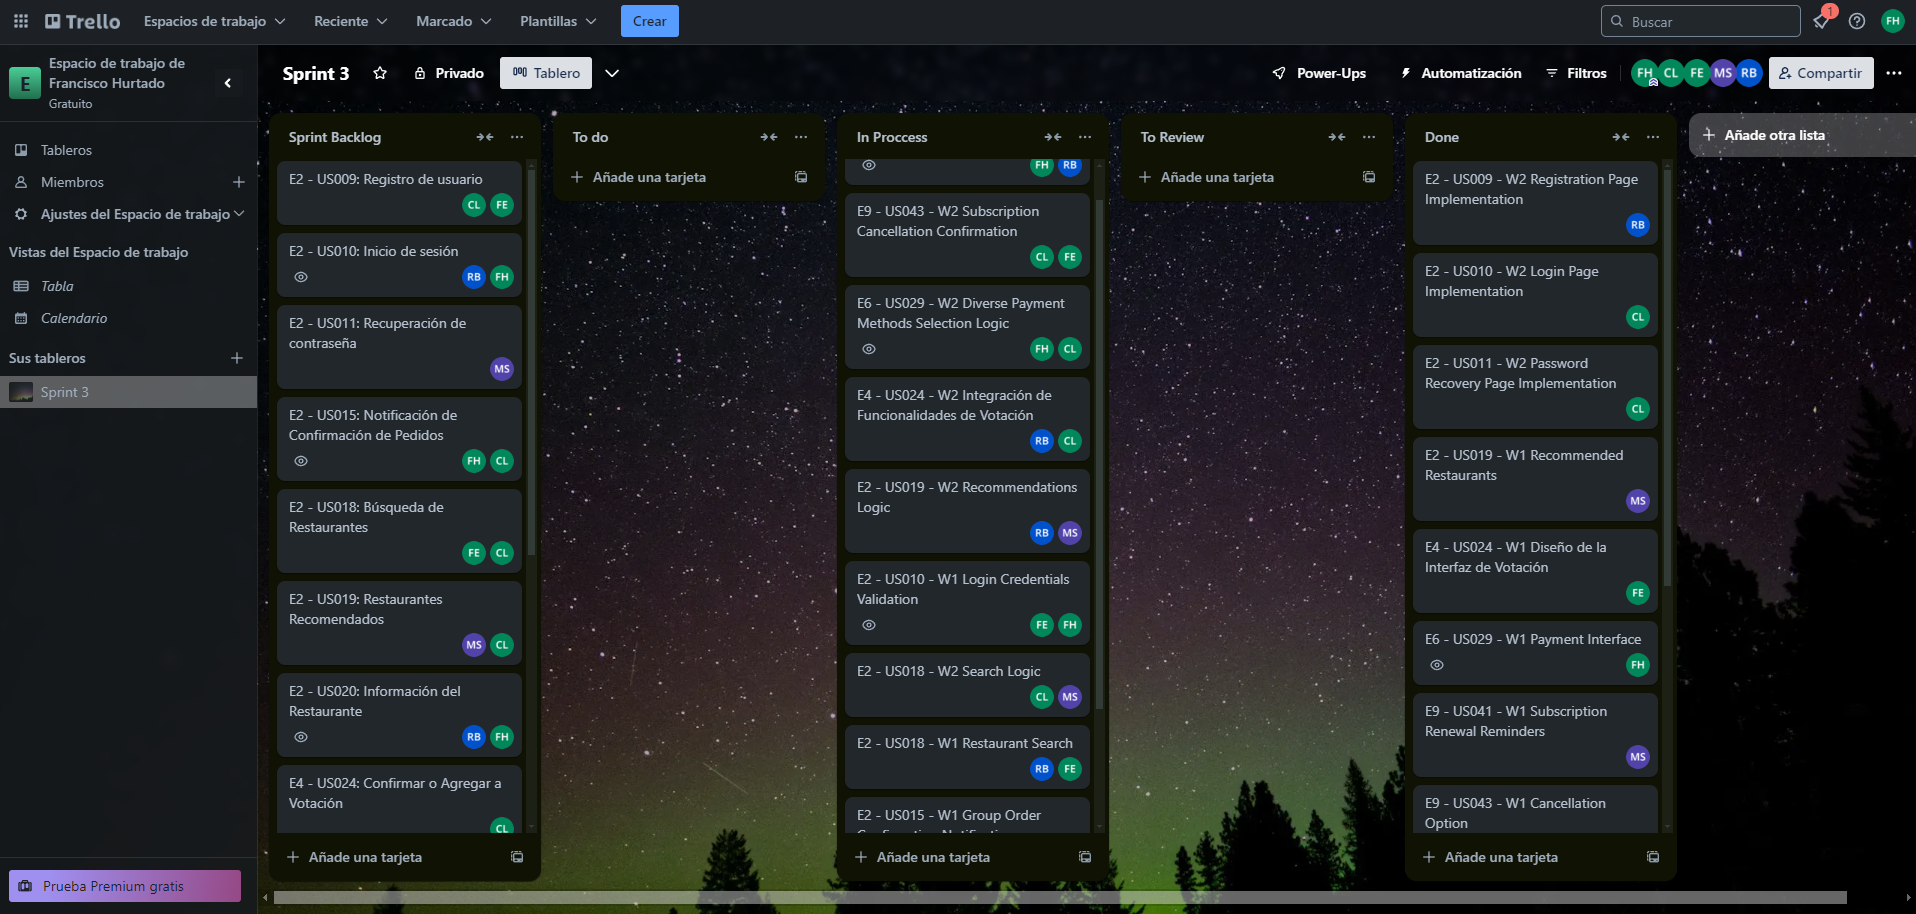 Trello
Espacios de trabajo
Reciente
Marcado
Plantillas
Crear
Buscar
1
FH
E
Espacio de trabajo de
Francisco Hurtado
Gratuito
Tableros
Miembros
Ajustes del Espacio de trabajo
Vistas del Espacio de trabajo
Tabla
Calendario
Sus tableros
Sprint 3
Prueba Premium gratis
Sprint 3
Privado
Tablero
Power-Ups
Automatización
Filtros
FH CL FE MS RB
Compartir
Sprint Backlog
E2 - US009: Registro de usuario
CL FE
E2 - US010: Inicio de sesión
RB FH
E2 - US011: Recuperación de
contraseña
MS
E2 - US015: Notificación de
Confirmación de Pedidos
FH CL
E2 - US018: Búsqueda de
Restaurantes
FE CL
E2 - US019: Restaurantes
Recomendados
MS CL
E2 - US020: Información del
Restaurante
RB FH
E4 - US024: Confirmar o Agregar a
Votación
CL
Añade una tarjeta
To do
Añade una tarjeta
In Proccess
FH RB
E9 - US043 - W2 Subscription
Cancellation Confirmation
CL FE
E6 - US029 - W2 Diverse Payment
Methods Selection Logic
FH CL
E4 - US024 - W2 Integración de
Funcionalidades de Votación
RB CL
E2 - US019 - W2 Recommendations
Logic
RB MS
E2 - US010 - W1 Login Credentials
Validation
FE FH
E2 - US018 - W2 Search Logic
CL MS
E2 - US018 - W1 Restaurant Search
RB FE
E2 - US015 - W1 Group Order
Añade una tarjeta
To Review
Añade una tarjeta
Done
E2 - US009 - W2 Registration Page
Implementation
RB
E2 - US010 - W2 Login Page
Implementation
CL
E2 - US011 - W2 Password
Recovery Page Implementation
CL
E2 - US019 - W1 Recommended
Restaurants
MS
E4 - US024 - W1 Diseño de la
Interfaz de Votación
FE
E6 - US029 - W1 Payment Interface
FH
E9 - US041 - W1 Subscription
Renewal Reminders
MS
E9 - US043 - W1 Cancellation
Option
Añade una tarjeta
Añade otra lista